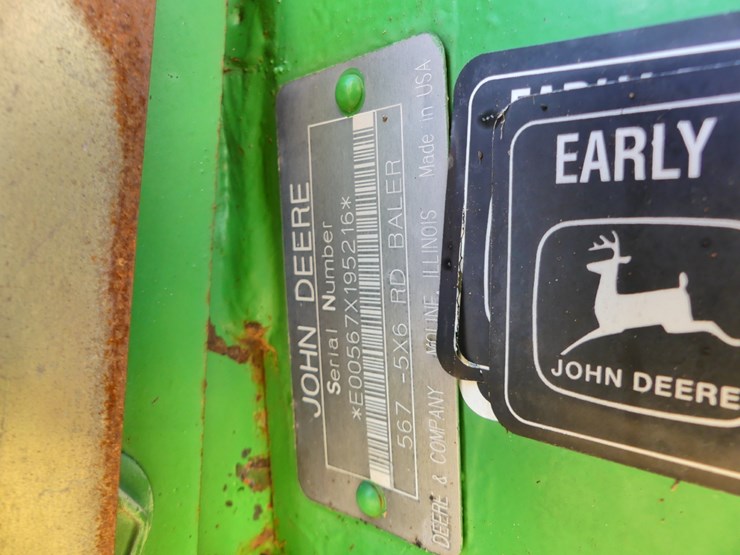 JOHN DEERE
Serial Number
*E00567X195216*
567 -5X6 RD BALER
DEERE & COMPANY MOLINE, ILLINOIS Made in USA
EARLY
EARLY
JOHN DEERE